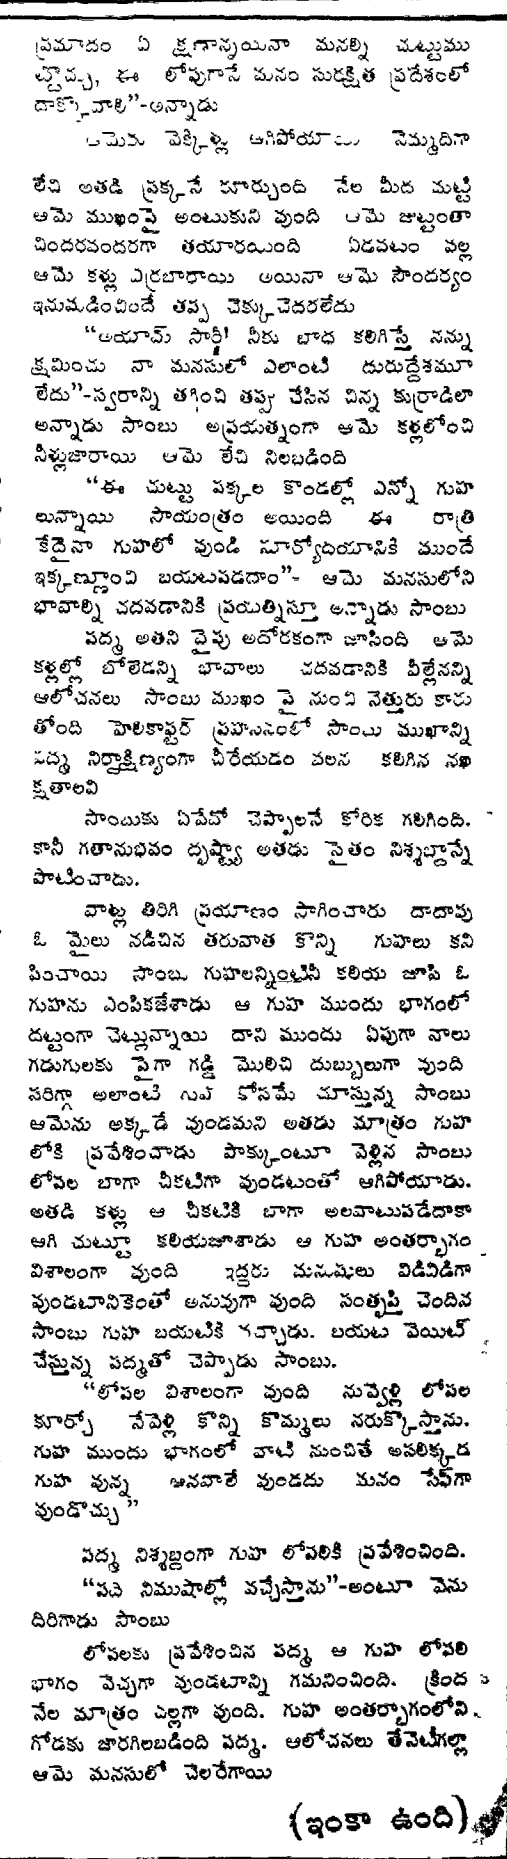 ప్రమాదం ఏ క్షణాన్నయినా మనల్ని చుట్టుము
ట్టొచ్చు, ఈ లోపుగానే మనం సురక్షిత ప్రదేశంలో
దాక్కోవాలి"-అన్నాడు
ఆమెకు వెక్కిళ్లు ఆగిపోయాయి నెమ్మదిగా
లేచి అతడి ప్రక్కనే కూర్చుంది నేల మీద మట్టి
ఆమె ముఖంపై అంటుకుని వుంది ఆమె జుట్టంతా
చిందరవందరగా తయారయింది ఏడవటం వల్ల
ఆమె కళ్లు ఎర్రబారాయి అయినా ఆమె సౌందర్యం
ఇనుమడించిందే తప్ప చెక్కుచెదరలేదు
"అయామ్ సారీ! నీకు బాధ కలిగిస్తే నన్ను
క్షమించు నా మనసులో ఎలాంటి దురుద్దేశమూ
లేదు"-స్వరాన్ని తగ్గించి తప్పు చేసిన చిన్న కుర్రాడిలా
అన్నాడు సాంబు అప్రయత్నంగా ఆమె కళ్లలోంచి
నీళ్లుజారాయి ఆమె లేచి నిలబడింది
"ఈ చుట్టు పక్కల కొండల్లో ఎన్నో గుహ
లున్నాయి సాయంత్రం అయింది ఈ రాత్రి
కేదైనా గుహలో వుండి సూర్యోదయానికి ముందే
ఇక్కణ్ణుంచి బయటపడదాం"- ఆమె మనసులోని
భావాల్ని చదవడానికి ప్రయత్నిస్తూ అన్నాడు సాంబు
పద్మ అతని వైపు అదోరకంగా జూసింది ఆమె
కళ్లల్లో బోలెడన్ని భావాలు చదవడానికి వీల్లేనన్ని
ఆలోచనలు సాంబు ముఖం పై నుంచి నెత్తురు కారు
తోంది హెలికాఫ్టర్ ప్రహసనంలో సాంబు ముఖాన్ని
పద్మ నిర్దాక్షిణ్యంగా చీరేయడం వలన కలిగిన నఖ
క్షతాలవి
సాంబుకు ఏవేవో చెప్పాలనే కోరిక గలిగింది.
కానీ గతానుభవం దృష్ట్యా అతడు సైతం నిశ్శబ్దాన్నే
పాటించాడు.
వాళ్లు తిరిగి ప్రయాణం సాగించారు దాదాపు
ఓ మైలు నడిచిన తరువాత కొన్ని గుహలు కని
పించాయి సాంబు గుహలన్నింటినీ కలియ జూసి ఓ
గుహను ఎంపికజేశాడు ఆ గుహ ముందు భాగంలో
దట్టంగా చెట్లున్నాయి దాని ముందు ఏపుగా నాలు
గడుగులకు పైగా గడ్డి మొలిచి దుబ్బులుగా వుంది
సరిగ్గా అలాంటి గుహ కోసమే చూస్తున్న సాంబు
ఆమెను అక్కడే వుండమని అతడు మాత్రం గుహ
లోకి ప్రవేశించాడు పాక్కుంటూ వెళ్లిన సాంబు
లోపల బాగా చీకటిగా వుండటంతో ఆగిపోయాడు.
అతడి కళ్లు ఆ చీకటికి బాగా అలవాటుపడేదాకా
ఆగి చుట్టూ కలియజూశాడు ఆ గుహ అంతర్భాగం
విశాలంగా వుంది ఇద్దరు మనుషులు విడివిడిగా
వుండటానికెంతో అనువుగా వుంది సంతృప్తి చెందిన
సాంబు గుహ బయటికి వచ్చాడు. బయట వెయిట్
చేస్తున్న పద్మతో చెప్పాడు సాంబు.
"లోపల విశాలంగా వుంది నువ్వెళ్లి లోపల
కూర్చో నేవెళ్లి కొన్ని కొమ్మలు నరుక్కొస్తాను.
గుహ ముందు భాగంలో వాటి నుంచితే అసలిక్కడ
గుహ వున్న ఆనవాలే వుండదు మనం సేఫ్‌గా
వుండొచ్చు"
పద్మ నిశ్శబ్దంగా గుహ లోపలికి ప్రవేశించింది.
"పది నిముషాల్లో వచ్చేస్తాను"-అంటూ వెను
దిరిగాడు సాంబు
లోపలకు ప్రవేశించిన పద్మ ఆ గుహ లోపలి
భాగం వెచ్చగా వుండటాన్ని గమనించింది. క్రింద
నేల మాత్రం చల్లగా వుంది. గుహ అంతర్భాగంలోని
గోడకు జారగిలబడింది పద్మ. ఆలోచనలు తేనెటీగల్లా
ఆమె మనసులో చెలరేగాయి
(ఇంకా ఉంది)